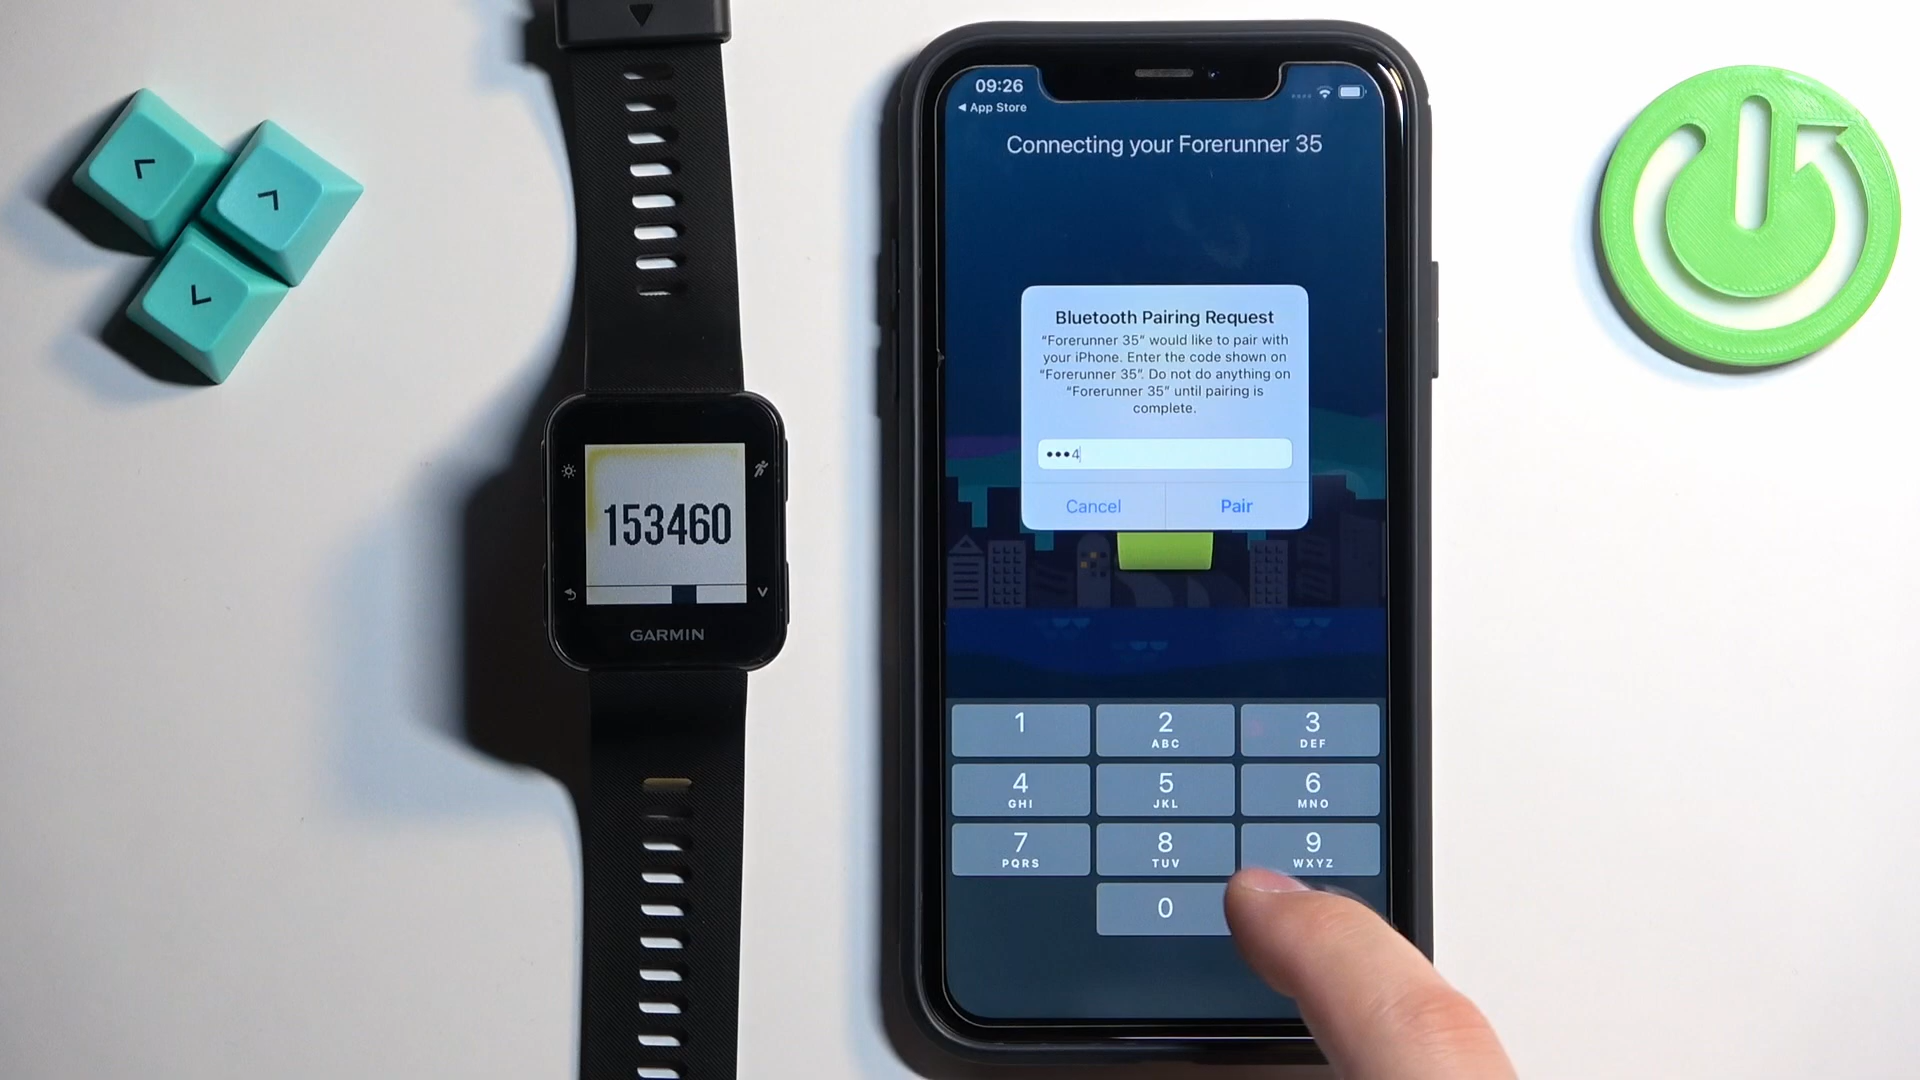 153460
GARMIN
09:26
◀ App Store
Connecting your Forerunner 35
Bluetooth Pairing Request
“Forerunner 35” would like to pair with
your iPhone. Enter the code shown on
“Forerunner 35”. Do not do anything on
“Forerunner 35” until pairing is
complete.
•••4
Cancel Pair
1 2 3
ABC DEF
4 5 6
GHI JKL MNO
7 8 9
PQRS TUV WXYZ
0